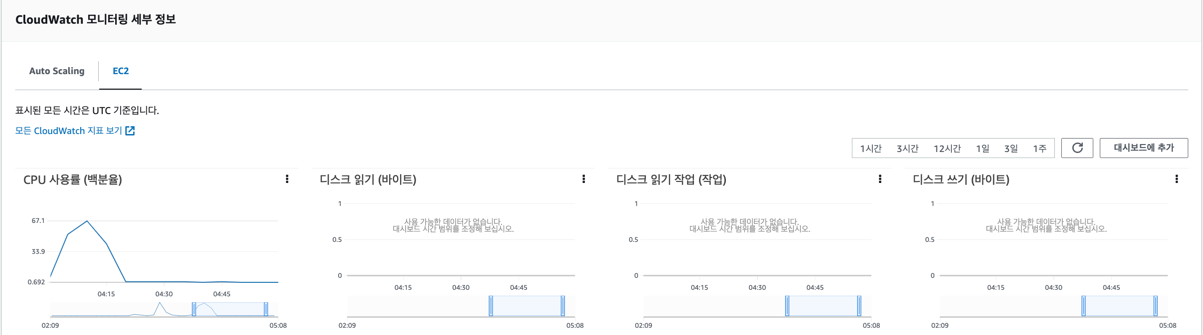 CloudWatch 모니터링 세부 정보
Auto Scaling
EC2
표시된 모든 시간은 UTC 기준입니다.
모든 CloudWatch 지표 보기
1시간 3시간 12시간 1일 3일 1주
대시보드에 추가
CPU 사용률 (백분율)
67.1
33.9
0.692
04:15 04:30 04:45
02:09 05:08
디스크 읽기 (바이트)
1
사용 가능한 데이터가 없습니다.
대시보드 시간 범위를 조정해 보십시오.
0.5
0
04:15 04:30 04:45
02:09 05:08
디스크 읽기 작업 (작업)
1
사용 가능한 데이터가 없습니다.
대시보드 시간 범위를 조정해 보십시오.
0.5
0
04:15 04:30 04:45
02:09 05:08
디스크 쓰기 (바이트)
1
사용 가능한 데이터가 없습니다.
대시보드 시간 범위를 조정해 보십시오.
0.5
0
04:15 04:30 04:45
02:09 05:08